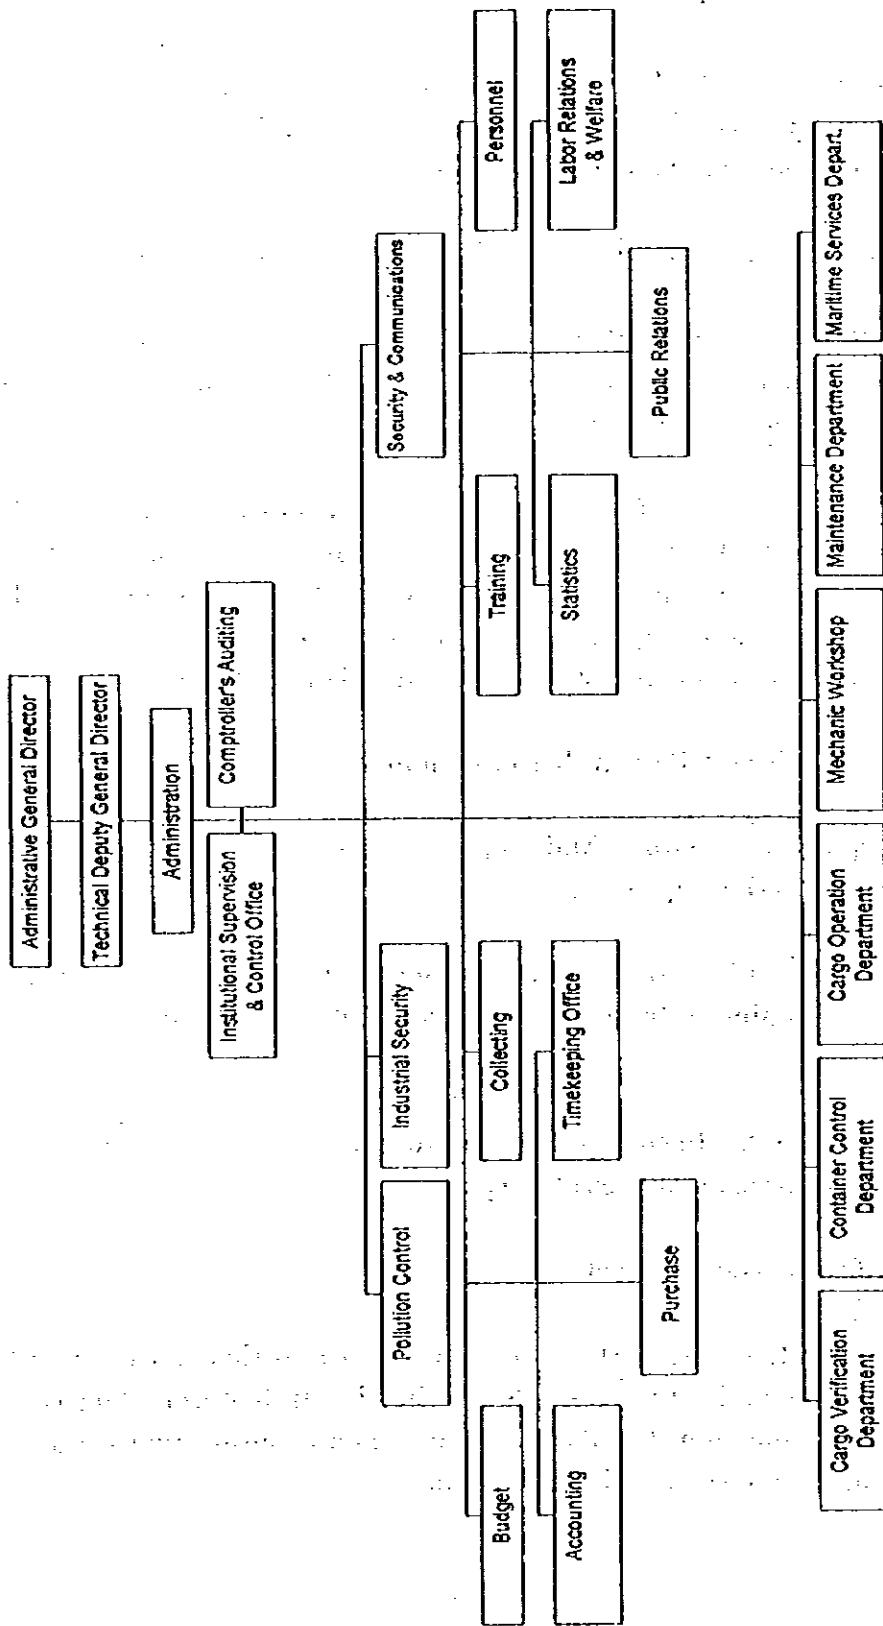 Administrative General Director
Technical Deputy General Director
Administration
Institutional Supervision
& Control Office
Comptroller's Auditing
Pollution Control
Industrial Security
Security & Communications
Budget
Collecting
Training
Personnel
Accounting
Timekeeping Office
Statistics
Labor Relations
& Welfare
Purchase
Public Relations
Cargo Verification
Department
Container Control
Department
Cargo Operation
Department
Mechanic Workshop
Maintenance Department
Maritime Services Depart.